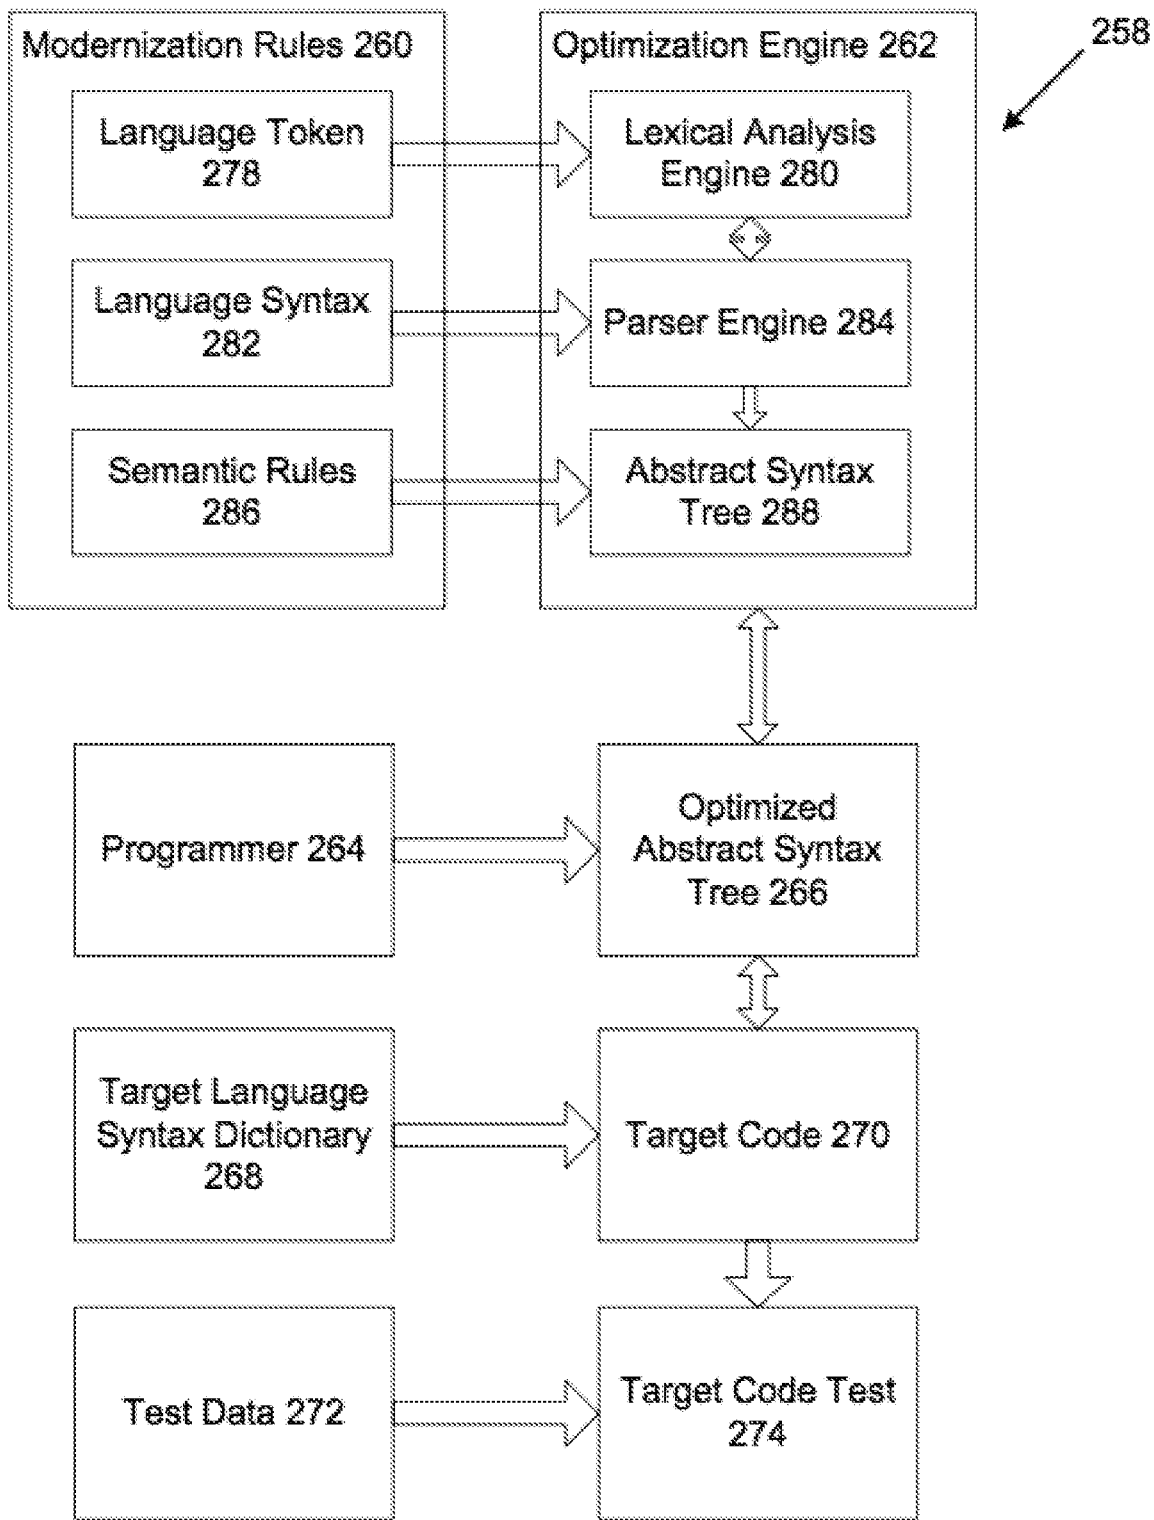 Modernization Rules 260
Optimization Engine 262
258
Language Token
278
Lexical Analysis
Engine 280
Language Syntax
282
Parser Engine 284
Semantic Rules
286
Abstract Syntax
Tree 288
Programmer 264
Optimized
Abstract Syntax
Tree 266
Target Language
Syntax Dictionary
268
Target Code 270
Test Data 272
Target Code Test
274